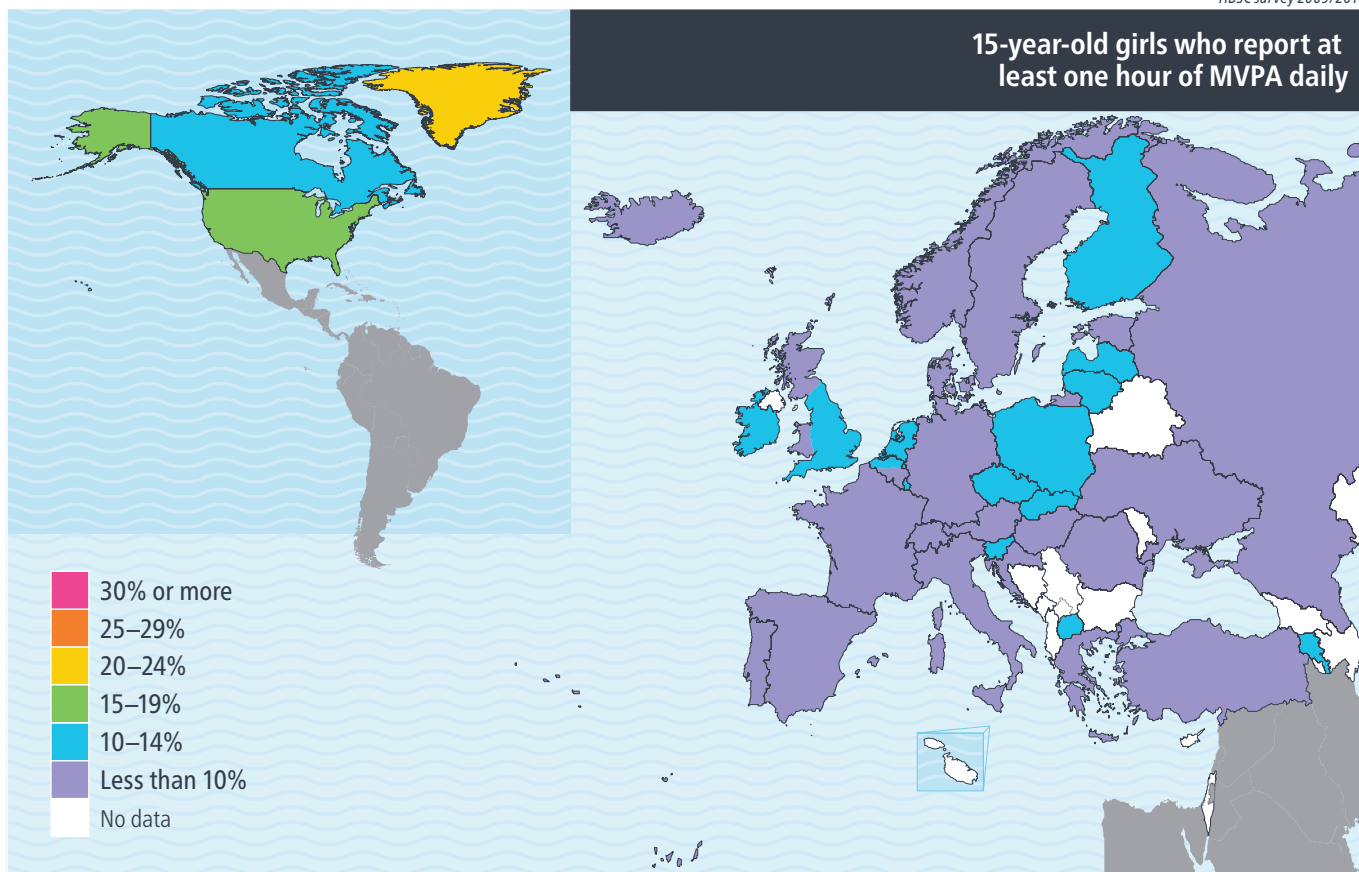 15-year-old girls who report at
least one hour of MVPA daily
30% or more
25–29%
20–24%
15–19%
10–14%
Less than 10%
No data